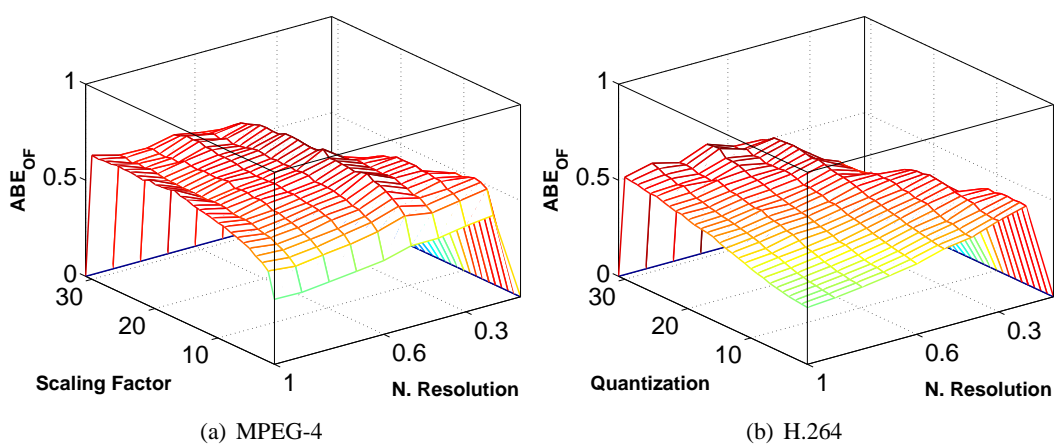 1
0.5
0
ABE_OF
30
20
10
Scaling Factor
1
0.6
0.3
N. Resolution
(a) MPEG-4
1
0.5
0
ABE_OF
30
20
10
Quantization
1
0.6
0.3
N. Resolution
(b) H.264